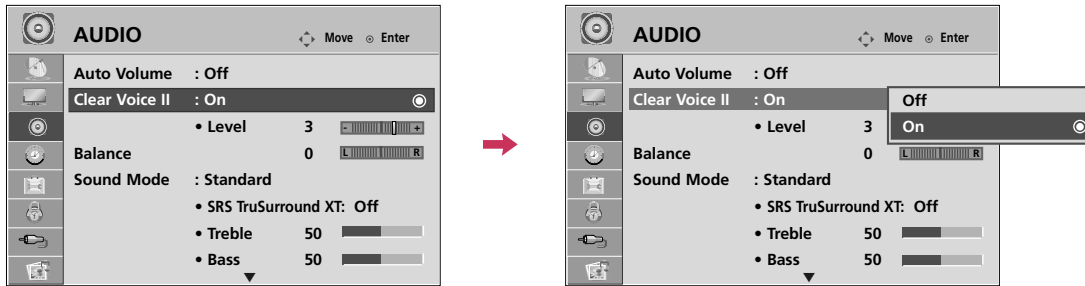 AUDIO
Move
Enter
Auto Volume : Off
Clear Voice II : On
• Level 3
- +
Balance 0
L R
Sound Mode : Standard
• SRS TruSurround XT: Off
• Treble 50
• Bass 50
AUDIO
Move
Enter
Auto Volume : Off
Clear Voice II : On
Off
On
• Level 3
Balance 0
L R
Sound Mode : Standard
• SRS TruSurround XT: Off
• Treble 50
• Bass 50